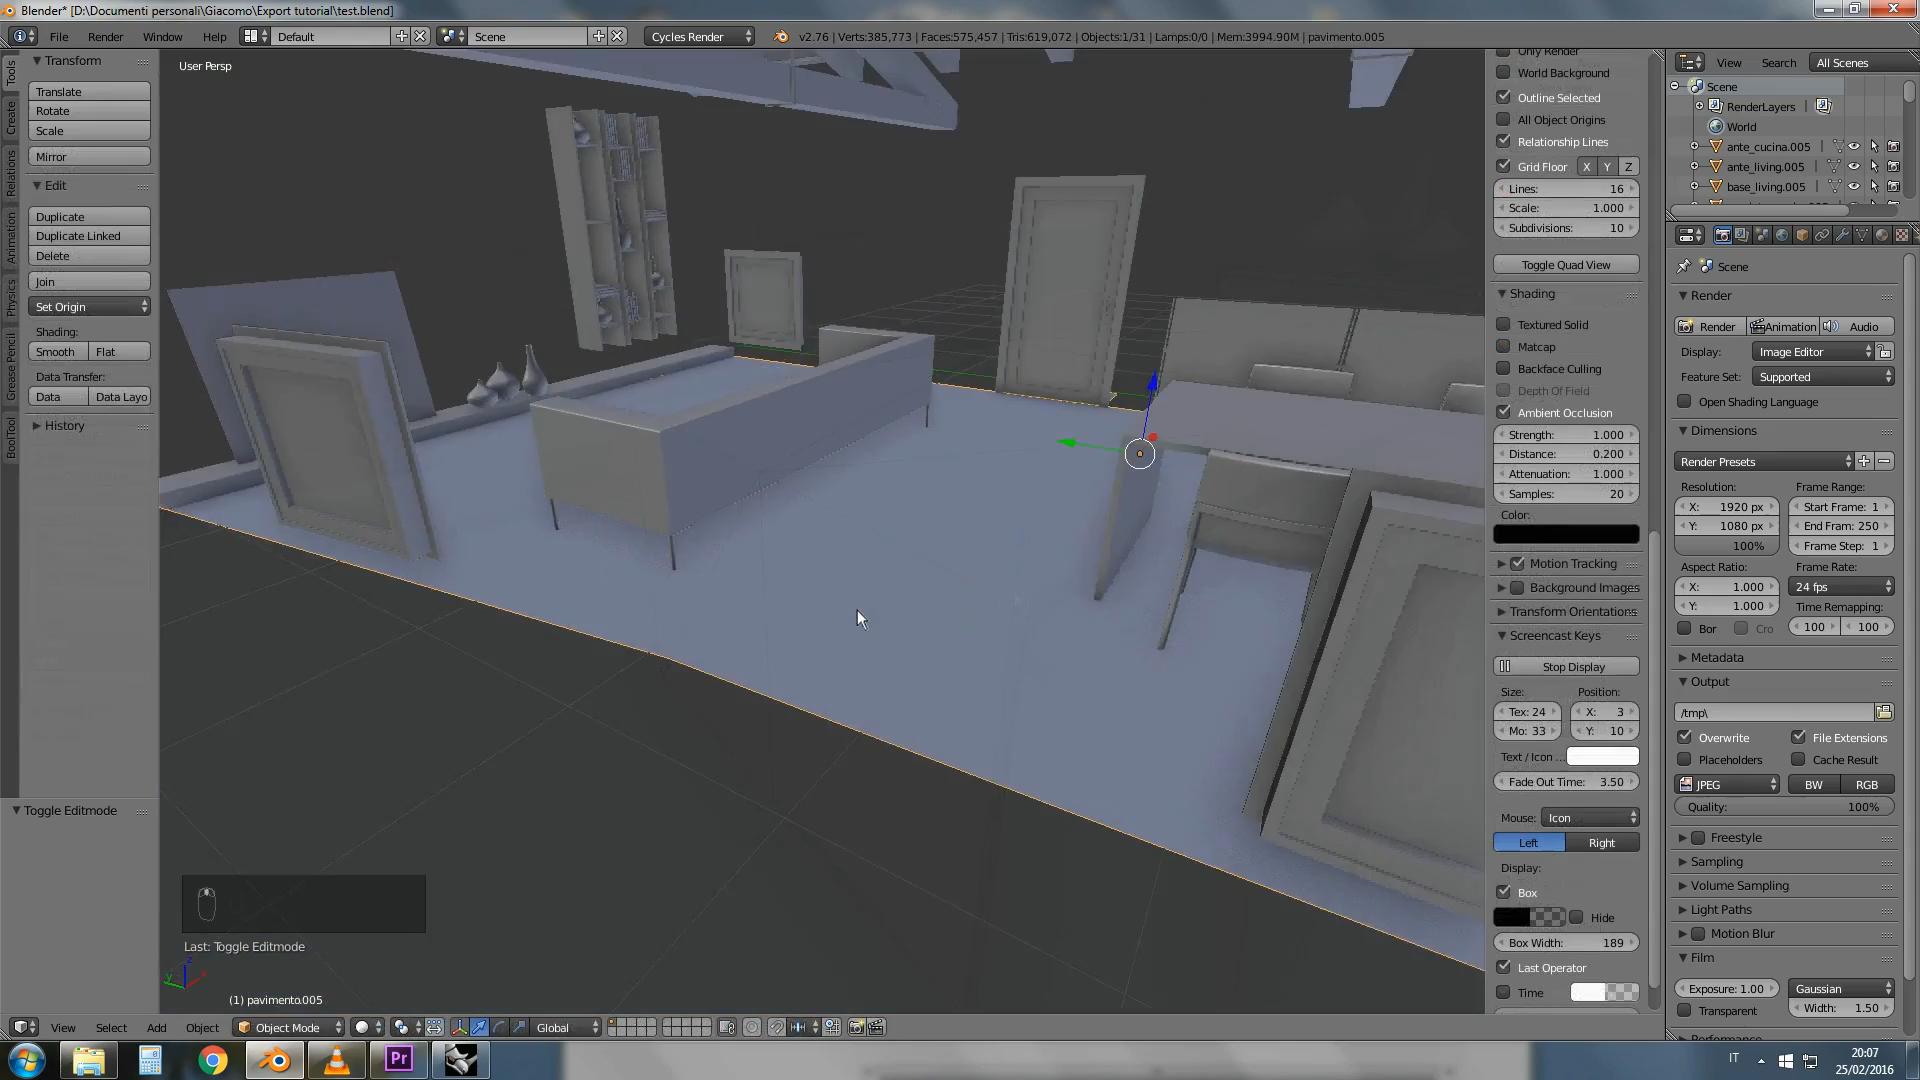 Blender* [D:\Documenti personali\Giacomo\Export tutorial\test.blend]
File Render Window Help Default Scene Cycles Render v2.76 | Verts:385,773 | Faces:575,457 | Tris:619,072 | Objects:1/31 | Lamps:0/0 | Mem:3994.90M | pavimento.005
Tools
Create
Relations
Animation
Physics
Grease Pencil
BoolTool
Transform
Translate
Rotate
Scale
Mirror
Edit
Duplicate
Duplicate Linked
Delete
Join
Set Origin
Shading:
Smooth Flat
Data Transfer:
Data Data Layo
History
Toggle Editmode
User Persp
Last: Toggle Editmode
(1) pavimento.005
View Select Add Object Object Mode Global
Only Render
World Background
Outline Selected
All Object Origins
Relationship Lines
Grid Floor X Y Z
Lines: 16
Scale: 1.000
Subdivisions: 10
Toggle Quad View
Shading
Textured Solid
Matcap
Backface Culling
Depth Of Field
Ambient Occlusion
Strength: 1.000
Distance: 0.200
Attenuation: 1.000
Samples: 20
Color:
Motion Tracking
Background Images
Transform Orientations
Screencast Keys
Stop Display
Size: Position:
Tex: 24 X: 3
Mo: 33 Y: 10
Text / Icon ...
Fade Out Time: 3.50
Mouse: Icon
Left Right
Display:
Box
Hide
Box Width: 189
Last Operator
Time
View Search All Scenes
Scene
RenderLayers
World
ante_cucina.005
ante_living.005
base_living.005
Scene
Render
Render Animation Audio
Display: Image Editor
Feature Set: Supported
Open Shading Language
Dimensions
Render Presets
Resolution: Frame Range:
X: 1920 px Start Frame: 1
Y: 1080 px End Fram: 250
100% Frame Step: 1
Aspect Ratio: Frame Rate:
X: 1.000 24 fps
Y: 1.000 Time Remapping:
Bor Cro 100 100
Metadata
Output
/tmp\
Overwrite File Extensions
Placeholders Cache Result
JPEG BW RGB
Quality: 100%
Freestyle
Sampling
Volume Sampling
Light Paths
Motion Blur
Film
Exposure: 1.00 Gaussian
Transparent Width: 1.50
Pr
IT
20:07
25/02/2016